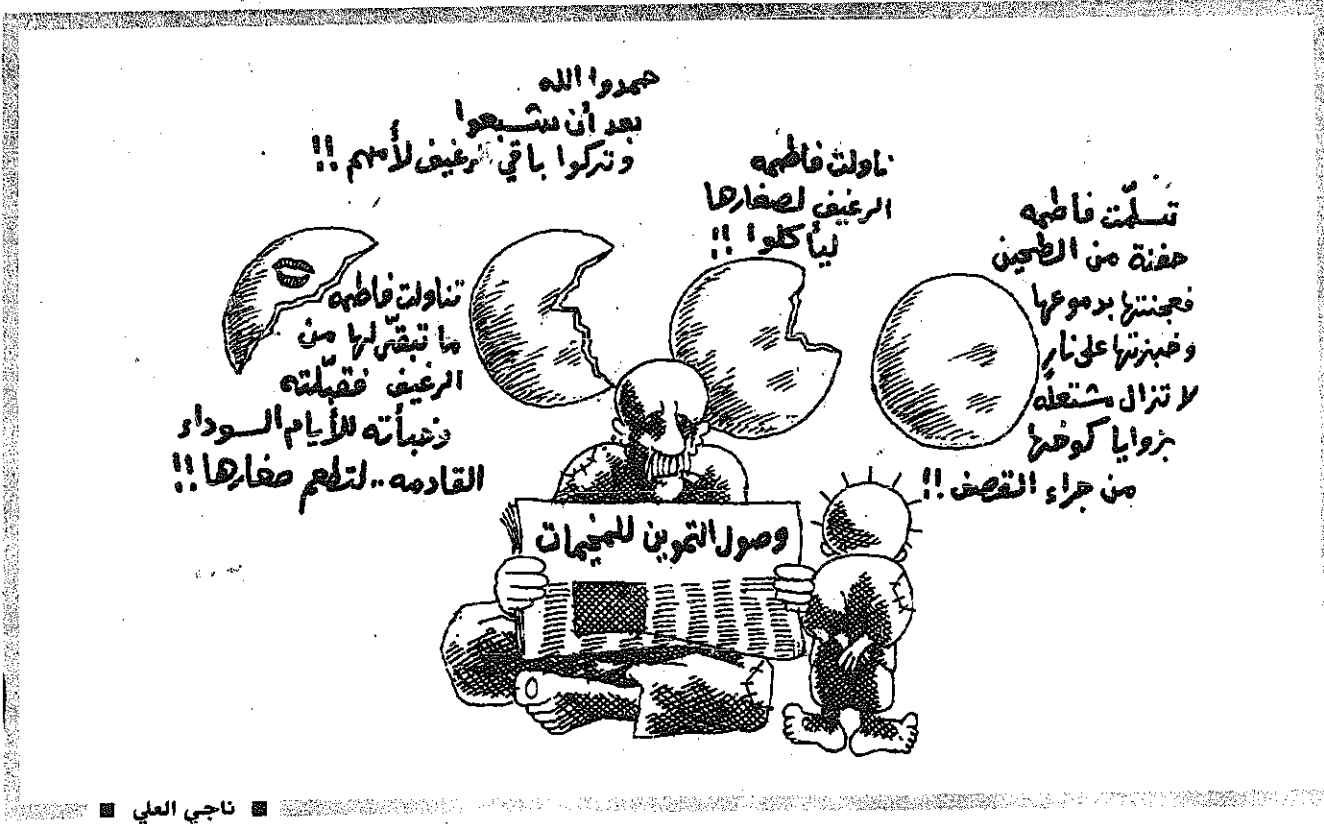 تسلّمت فاطمه
حفنة من الطحين
فعجنتها بدموعها
وخبزتها على نارٍ
لا تزال مشتعله
بزوايا كوخها
من جراء القصف !!
ناولت فاطمه
الرغيف لصغارها
ليأكلوا !!
حمدوا الله
بعد أن شبعوا
وتركوا باقي الرغيف لأمهم !!
تناولت فاطمه
ما تبقّى لها من
الرغيف فقبّلته
وخبأته للأيام السوداء
القادمه .. لتطعم صغارها !!
وصول التموين للمخيمات
ناجي العلي